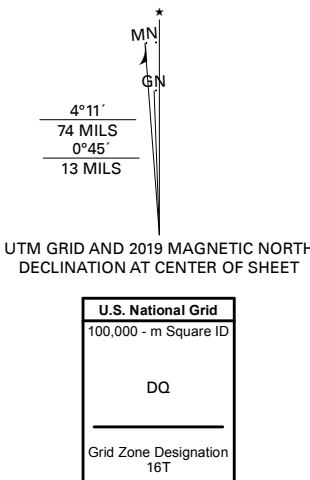 ★
MN
GN
4°11´
74 MILS
0°45´
13 MILS
UTM GRID AND 2019 MAGNETIC NORTH
DECLINATION AT CENTER OF SHEET
U.S. National Grid
100,000 - m Square ID
DQ
Grid Zone Designation
16T